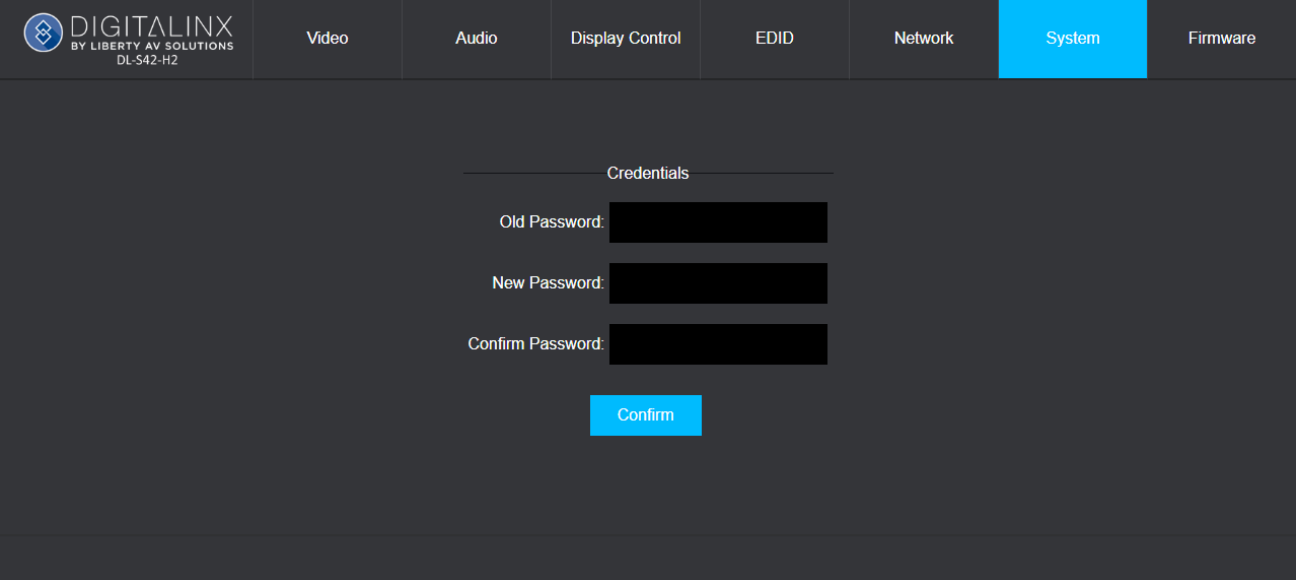 DIGITALINX
BY LIBERTY AV SOLUTIONS
DL-S42-H2
Video
Audio
Display Control
EDID
Network
System
Firmware
Credentials
Old Password:
New Password:
Confirm Password:
Confirm